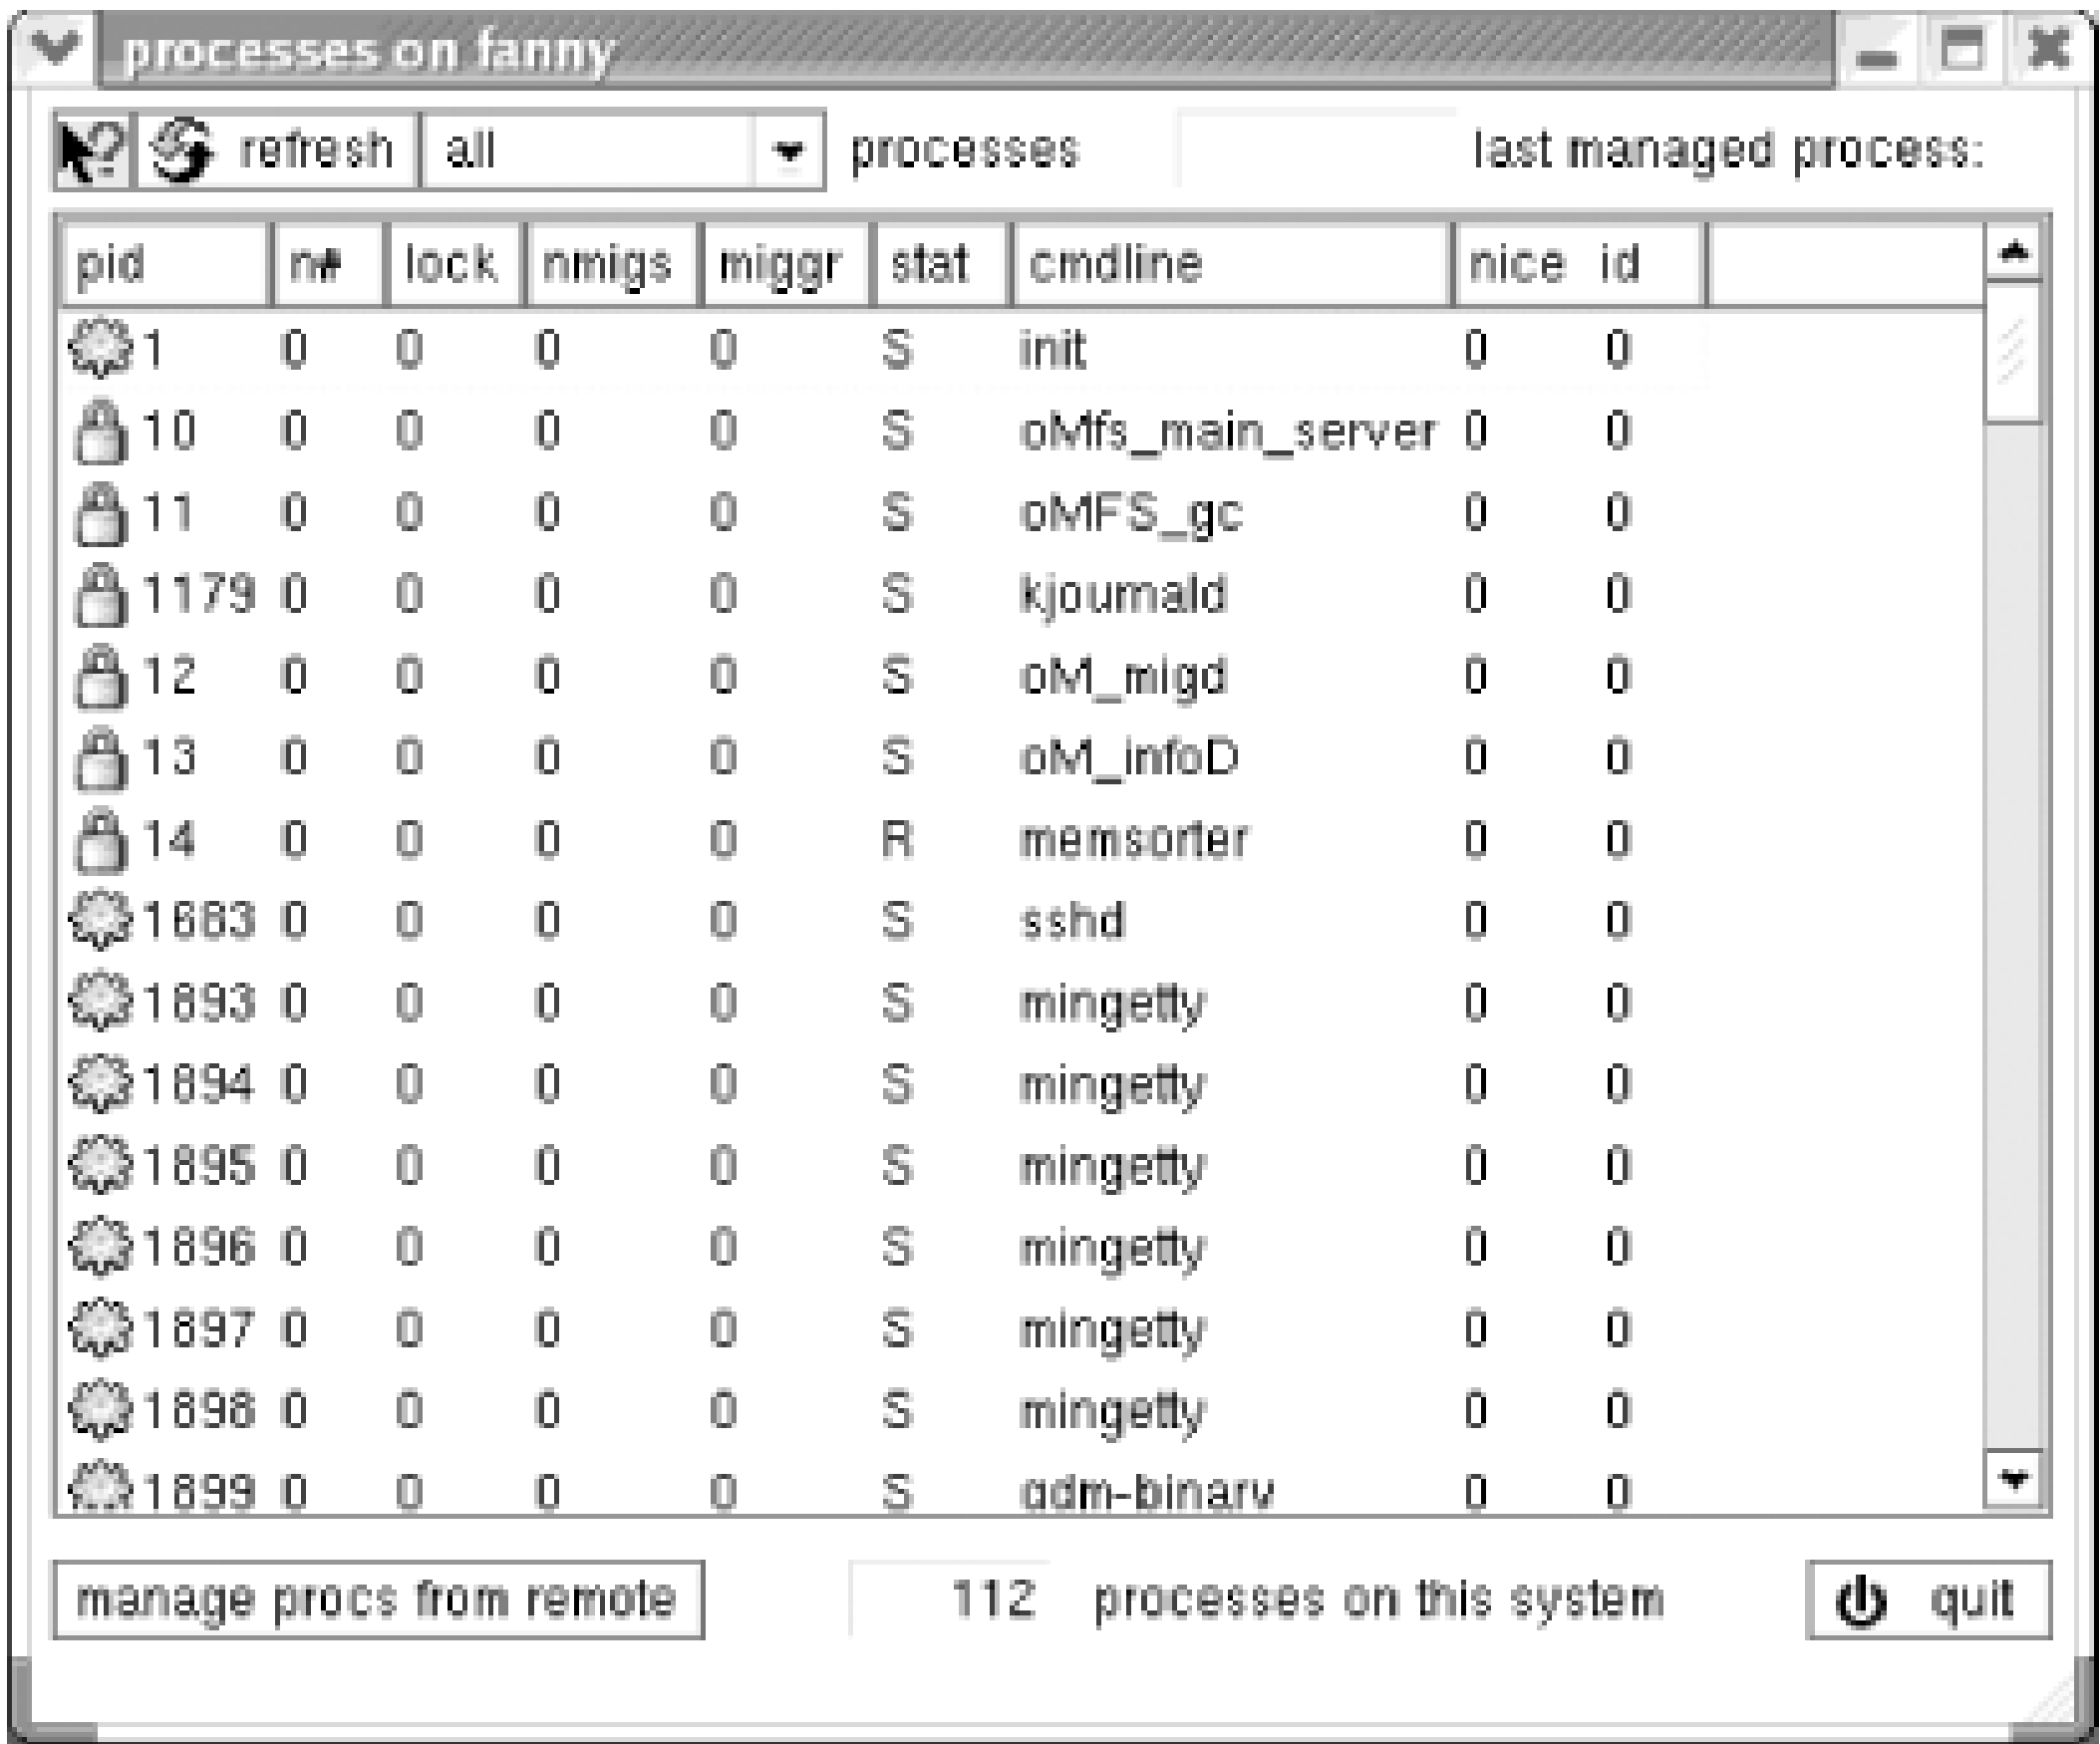 processes on fanny
refresh all processes last managed process:
pid n# lock nmigs miggr stat cmdline nice id
1 0 0 0 0 S init 0 0
10 0 0 0 0 S oMfs_main_server 0 0
11 0 0 0 0 S oMFS_gc 0 0
1179 0 0 0 0 S kjournald 0 0
12 0 0 0 0 S oM_migd 0 0
13 0 0 0 0 S oM_infoD 0 0
14 0 0 0 0 R memsorter 0 0
1683 0 0 0 0 S sshd 0 0
1893 0 0 0 0 S mingetty 0 0
1894 0 0 0 0 S mingetty 0 0
1895 0 0 0 0 S mingetty 0 0
1896 0 0 0 0 S mingetty 0 0
1897 0 0 0 0 S mingetty 0 0
1898 0 0 0 0 S mingetty 0 0
1899 0 0 0 0 S gdm-binary 0 0
manage procs from remote 112 processes on this system quit